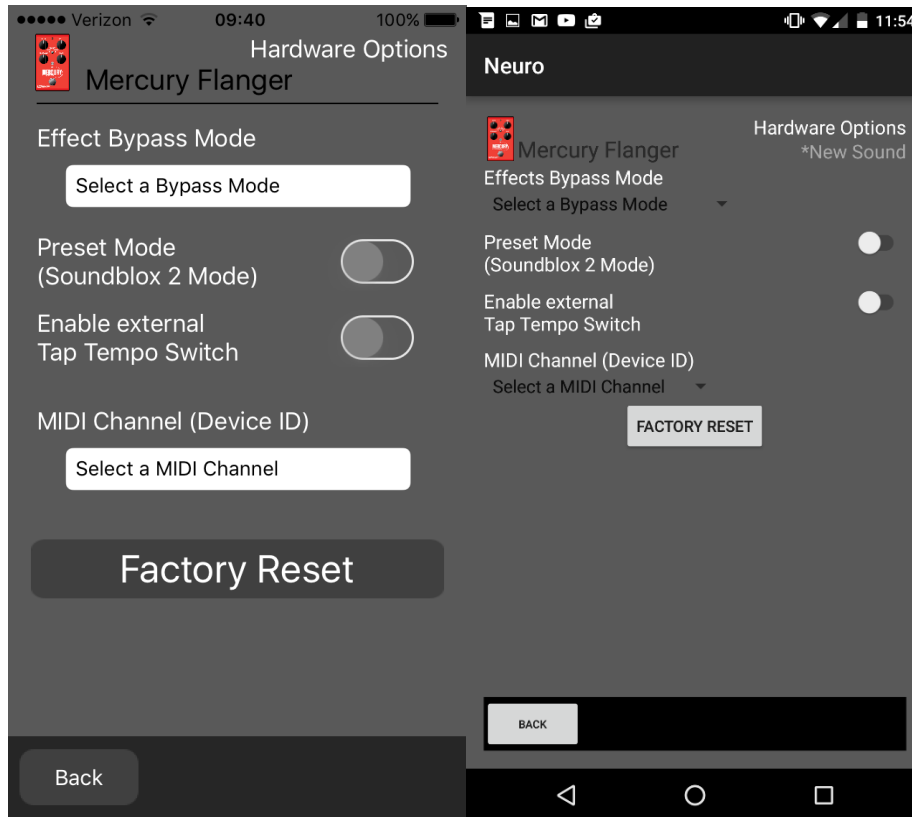 Verizon 09:40 100%
Hardware Options
Mercury Flanger
Effect Bypass Mode
Select a Bypass Mode
Preset Mode
(Soundblox 2 Mode)
Enable external
Tap Tempo Switch
MIDI Channel (Device ID)
Select a MIDI Channel
Factory Reset
Back
11:54
Neuro
Hardware Options
*New Sound
Mercury Flanger
Effects Bypass Mode
Select a Bypass Mode
Preset Mode
(Soundblox 2 Mode)
Enable external
Tap Tempo Switch
MIDI Channel (Device ID)
Select a MIDI Channel
FACTORY RESET
BACK